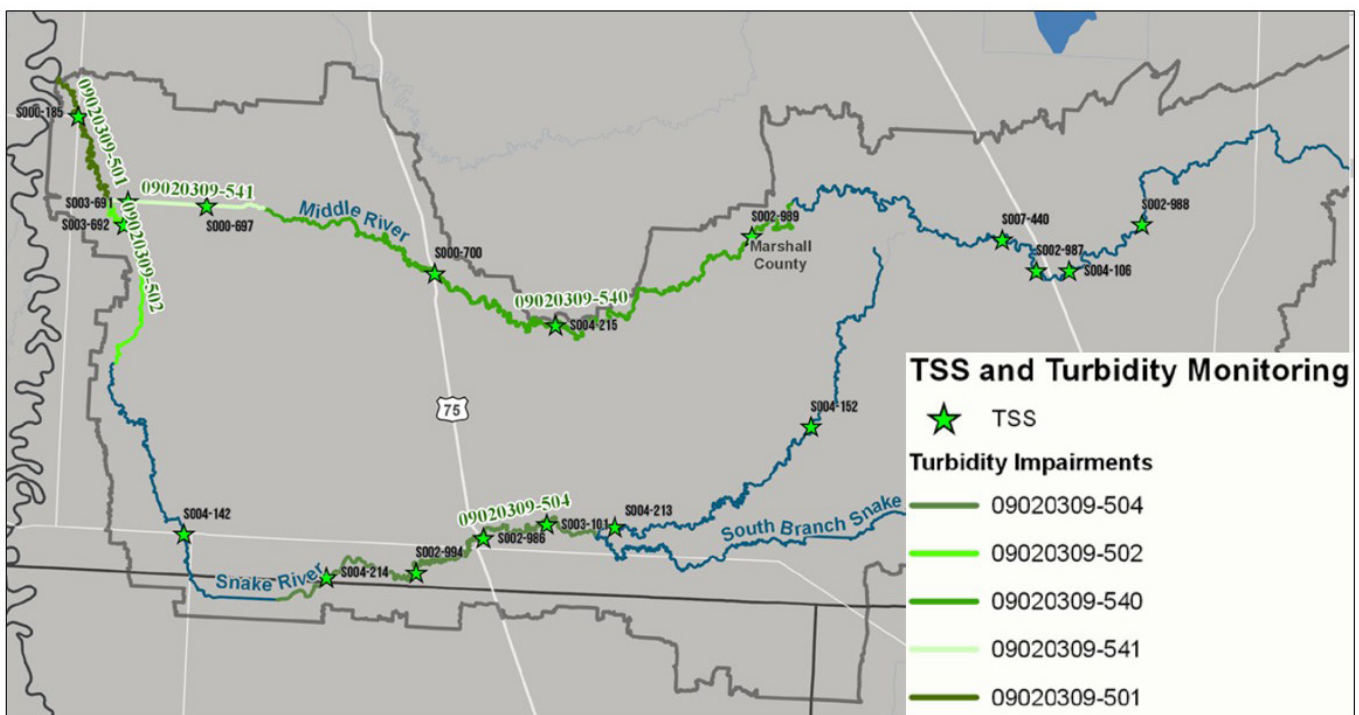 09020309-501
S000-185
09020309-541
S003-691
S003-692
S000-697
09020309-502
Middle River
S000-700
09020309-540
S004-215
S002-989
Marshall
County
S007-440
S002-987
S004-106
S002-988
75
S004-152
S004-142
09020309-504
S003-101
S004-213
S002-986
S002-994
S004-214
Snake River
South Branch Snake
TSS and Turbidity Monitoring
TSS
Turbidity Impairments
09020309-504
09020309-502
09020309-540
09020309-541
09020309-501